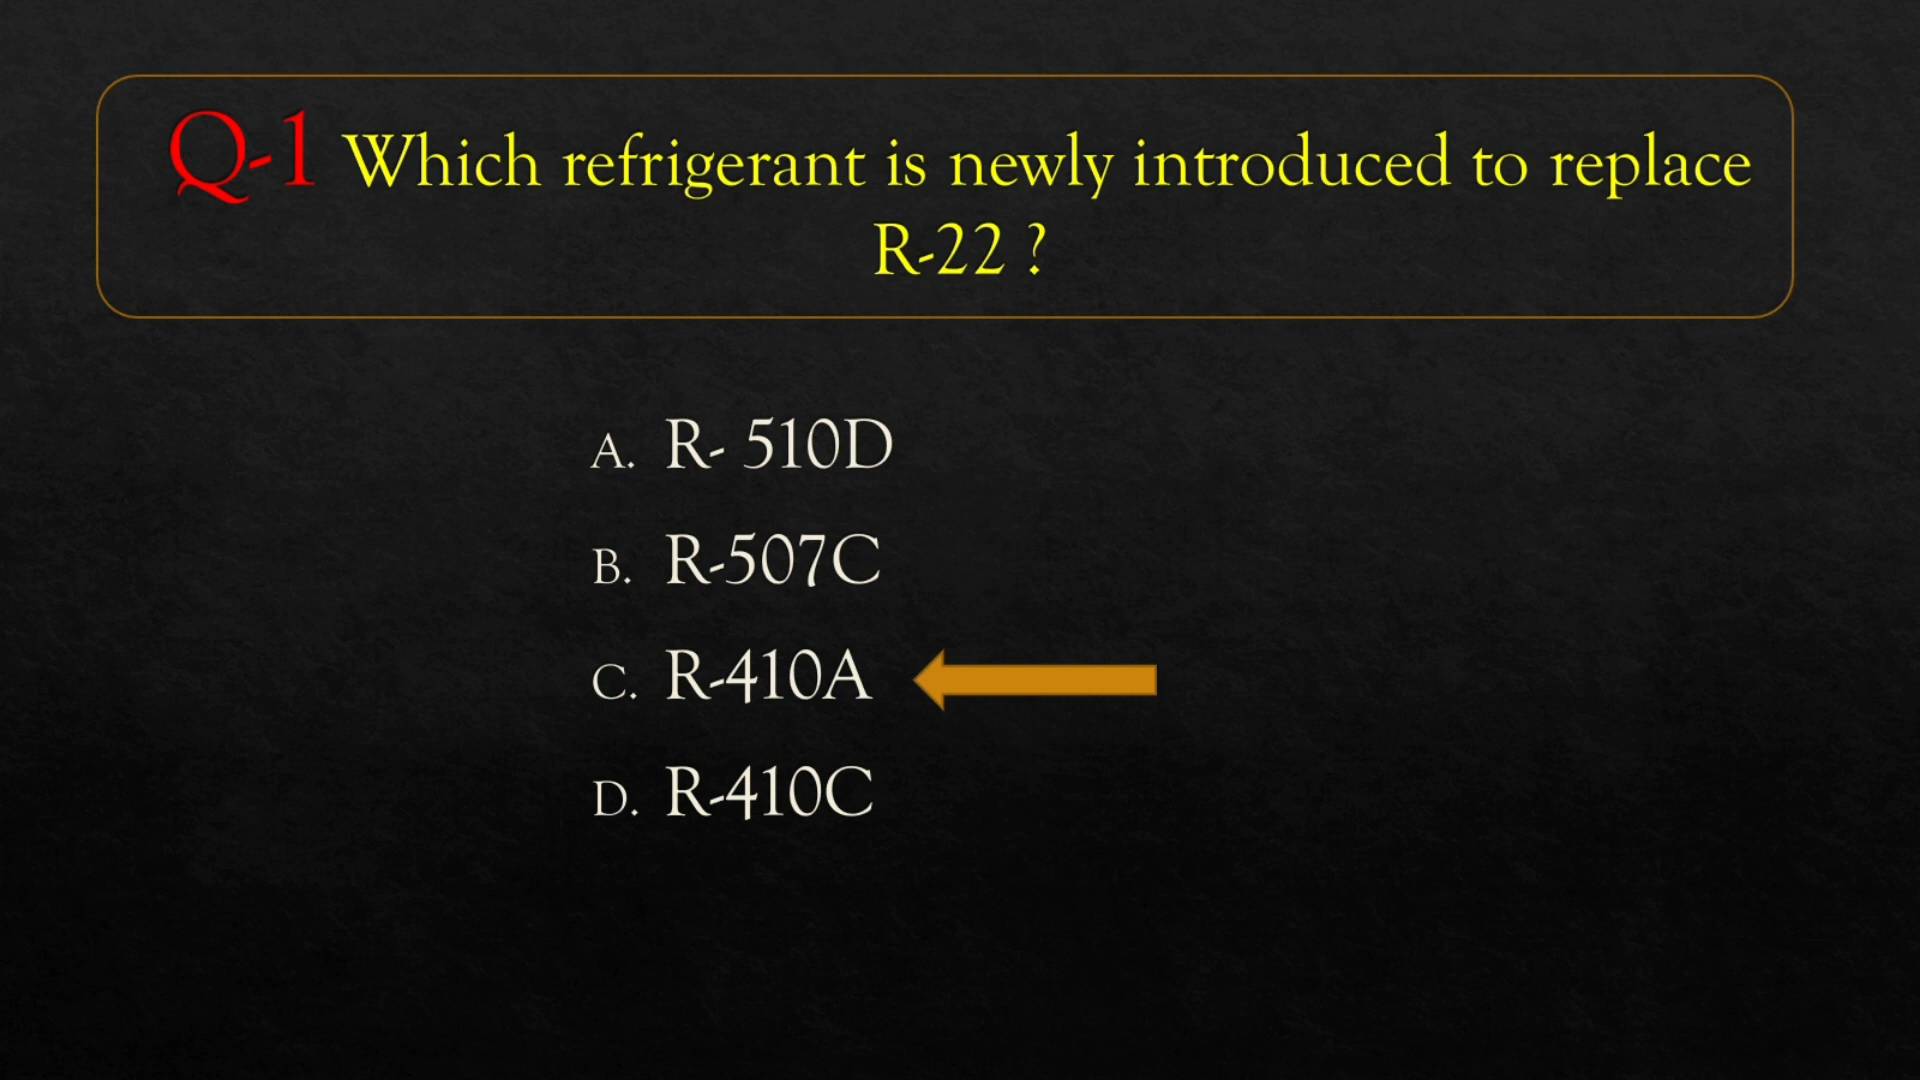 Q-1 Which refrigerant is newly introduced to replace
R-22 ?
A. R- 510D
B. R-507C
C. R-410A
D. R-410C